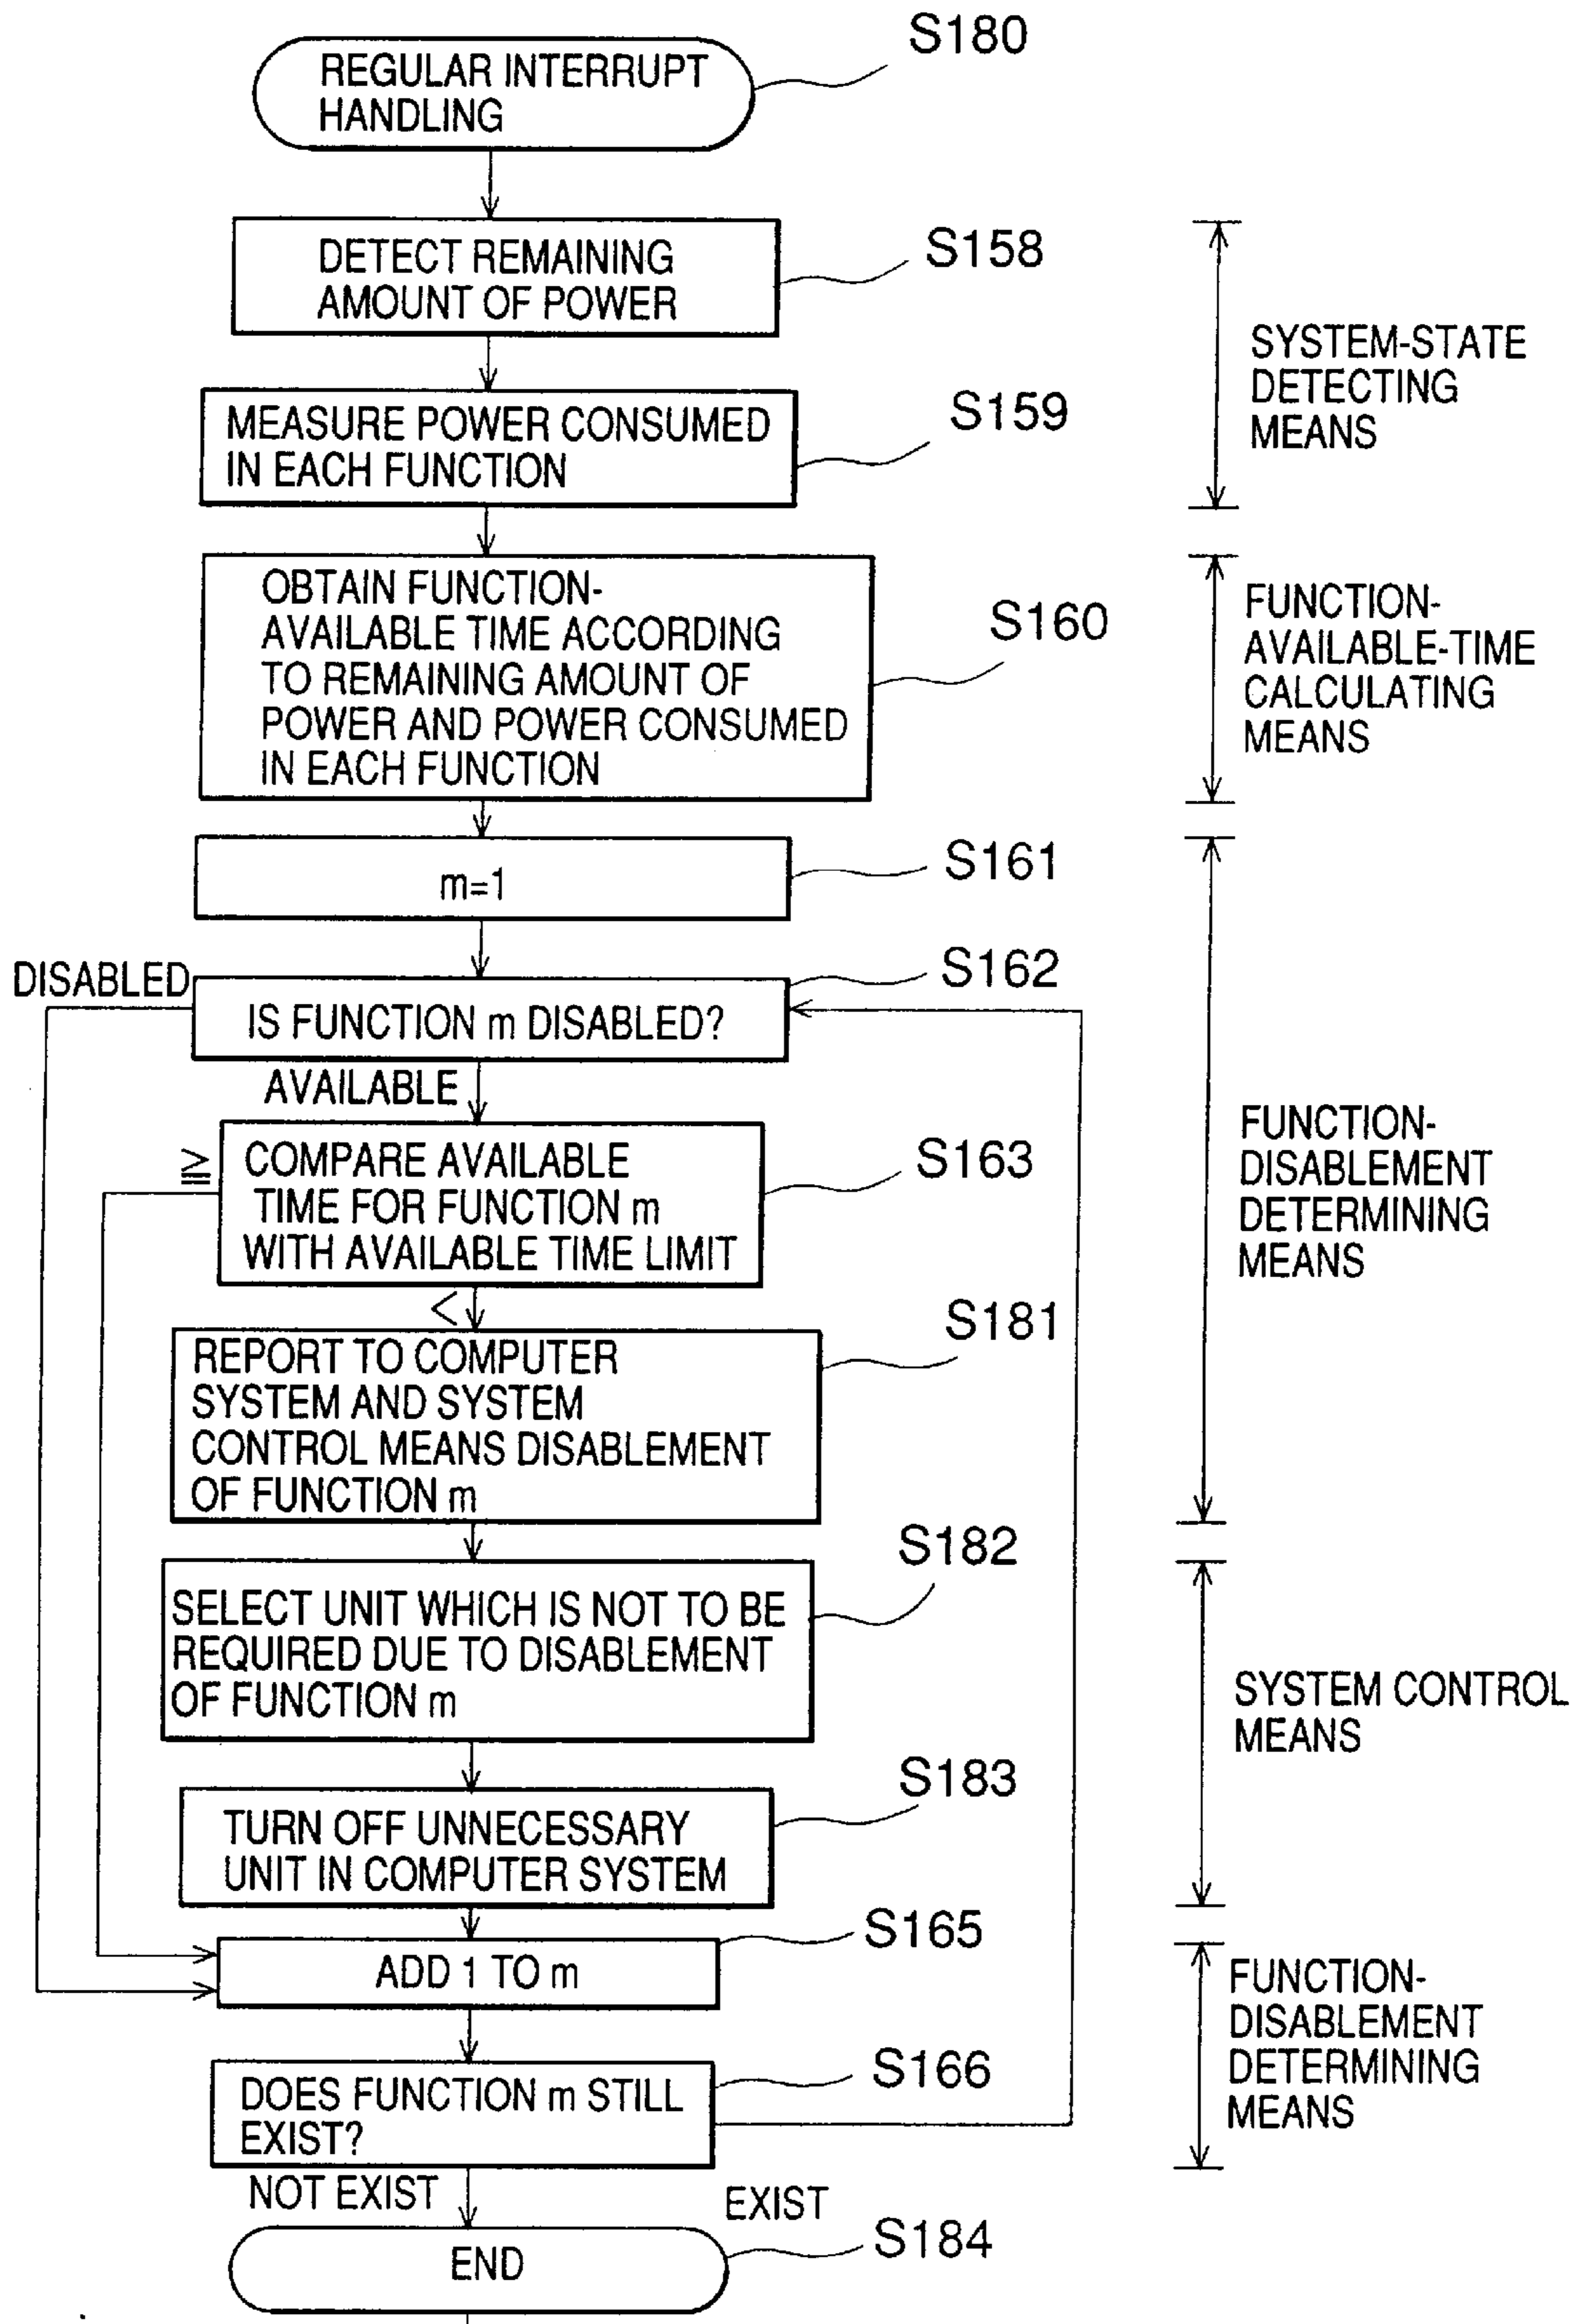 S180
REGULAR INTERRUPT
HANDLING
S158
DETECT REMAINING
AMOUNT OF POWER
SYSTEM-STATE
DETECTING
MEANS
S159
MEASURE POWER CONSUMED
IN EACH FUNCTION
S160
OBTAIN FUNCTION-
AVAILABLE TIME ACCORDING
TO REMAINING AMOUNT OF
POWER AND POWER CONSUMED
IN EACH FUNCTION
FUNCTION-
AVAILABLE-TIME
CALCULATING
MEANS
S161
m=1
S162
DISABLED
IS FUNCTION m DISABLED?
AVAILABLE
S163
≧
COMPARE AVAILABLE
TIME FOR FUNCTION m
WITH AVAILABLE TIME LIMIT
FUNCTION-
DISABLEMENT
DETERMINING
MEANS
<
S181
REPORT TO COMPUTER
SYSTEM AND SYSTEM
CONTROL MEANS DISABLEMENT
OF FUNCTION m
S182
SELECT UNIT WHICH IS NOT TO BE
REQUIRED DUE TO DISABLEMENT
OF FUNCTION m
SYSTEM CONTROL
MEANS
S183
TURN OFF UNNECESSARY
UNIT IN COMPUTER SYSTEM
S165
ADD 1 TO m
FUNCTION-
DISABLEMENT
DETERMINING
MEANS
S166
DOES FUNCTION m STILL
EXIST?
NOT EXIST
EXIST
S184
END